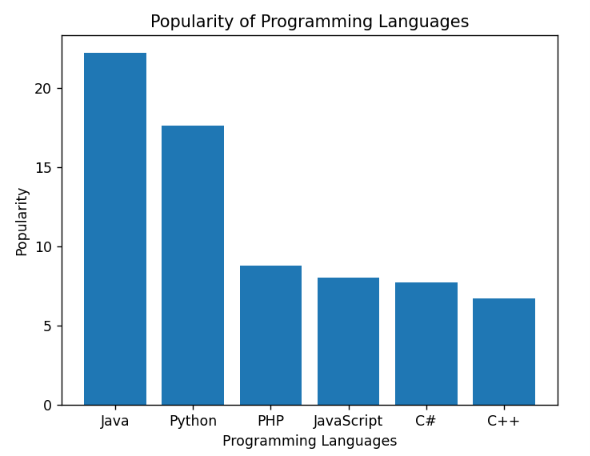 Popularity of Programming Languages
20
15
10
5
0
Popularity
Java Python PHP JavaScript C# C++
Programming Languages